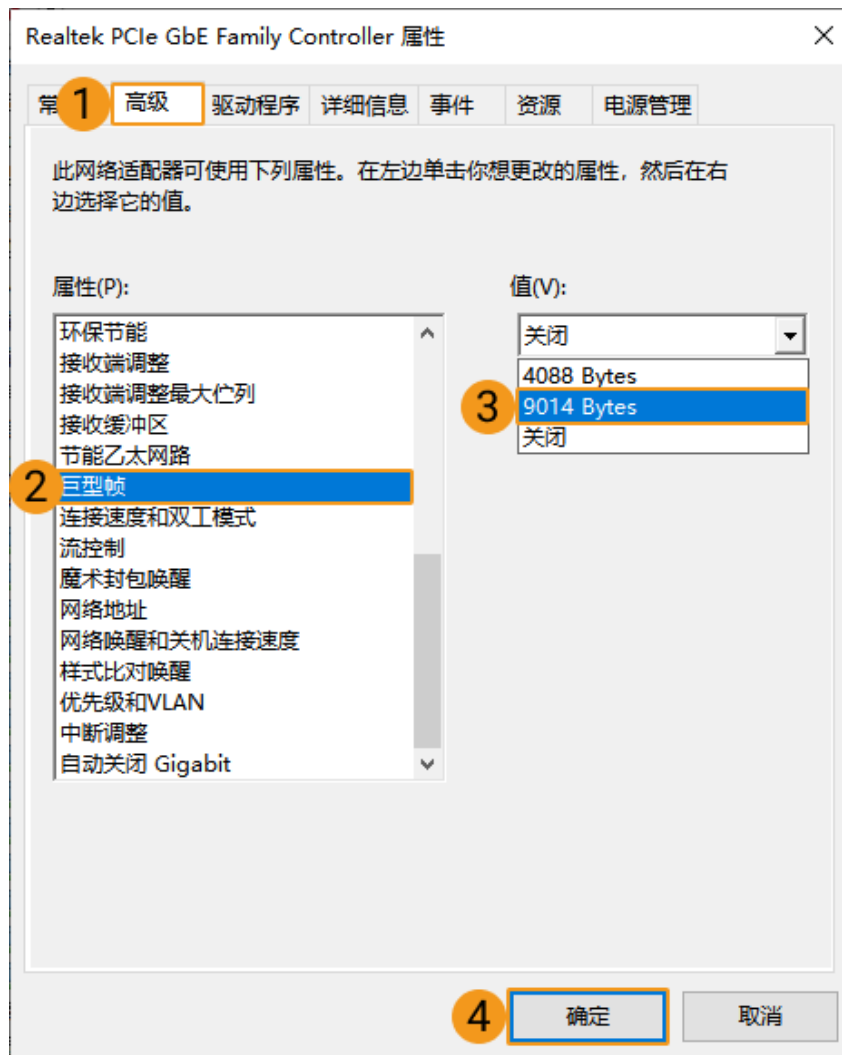 Realtek PCIe GbE Family Controller 属性
常
1
高级
驱动程序
详细信息
事件
资源
电源管理
此网络适配器可使用下列属性。在左边单击你想更改的属性，然后在右
边选择它的值。
属性(P):
值(V):
环保节能
接收端调整
接收端调整最大伫列
接收缓冲区
节能乙太网路
2
巨型帧
连接速度和双工模式
流控制
魔术封包唤醒
网络地址
网络唤醒和关机连接速度
样式比对唤醒
优先级和VLAN
中断调整
自动关闭 Gigabit
关闭
4088 Bytes
3
9014 Bytes
关闭
4
确定
取消